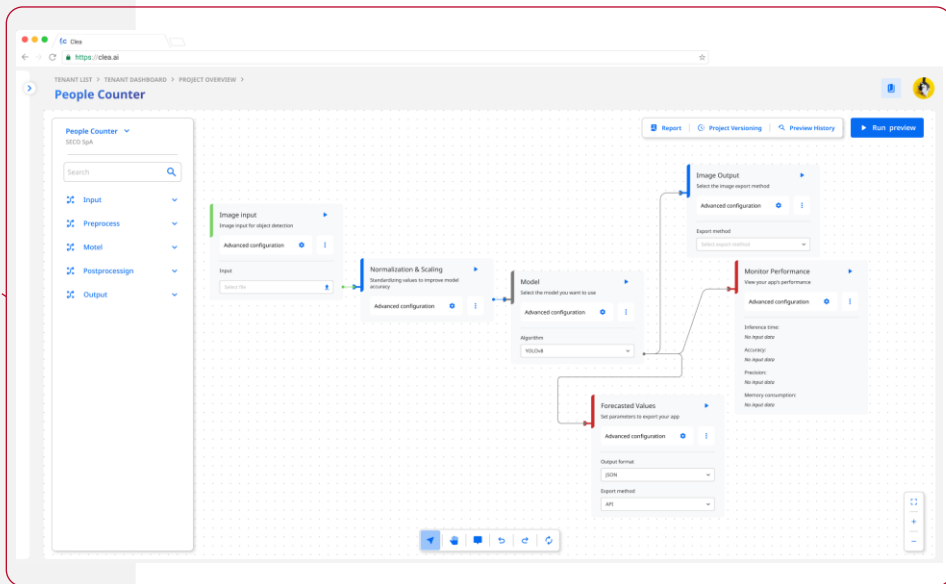 Clea
https://clea.ai
TENANT LIST > TENANT DASHBOARD > PROJECT OVERVIEW >
People Counter
People Counter
SECO SpA
Search
Input
Preprocess
Motel
Postprocessign
Output
Report
Project Versioning
Preview History
Run preview
Image input
Image input for object detection
Advanced configuration
Input
Select file
Normalization & Scaling
Standardizing values to improve model
accuracy
Advanced configuration
Model
Select the model you want to use
Advanced configuration
Algorithm
YOLOv8
Image Output
Select the image export method
Advanced configuration
Export method
Select export method
Monitor Performance
View your app's performance
Advanced configuration
Inference time:
No input data
Accuracy:
No input data
Precision:
No input data
Memory consumption:
No input data
Forecasted Values
Set parameters to export your app
Advanced configuration
Output format
JSON
Export method
API